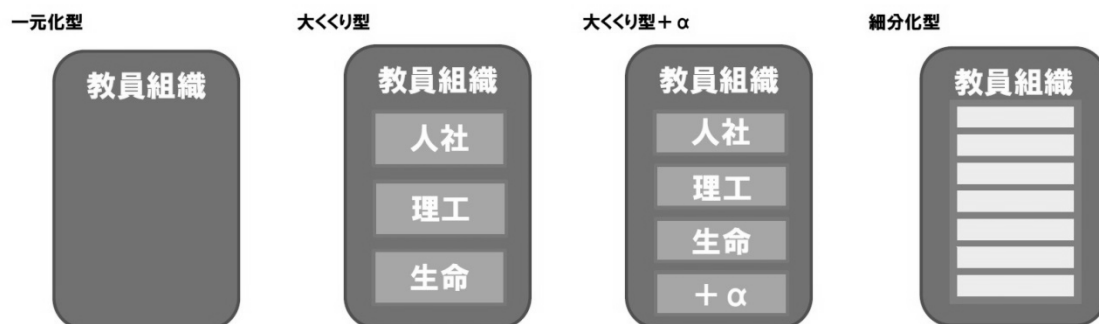 一元化型
教員組織
大くくり型
教員組織
人社
理工
生命
大くくり型＋α
教員組織
人社
理工
生命
＋α
細分化型
教員組織